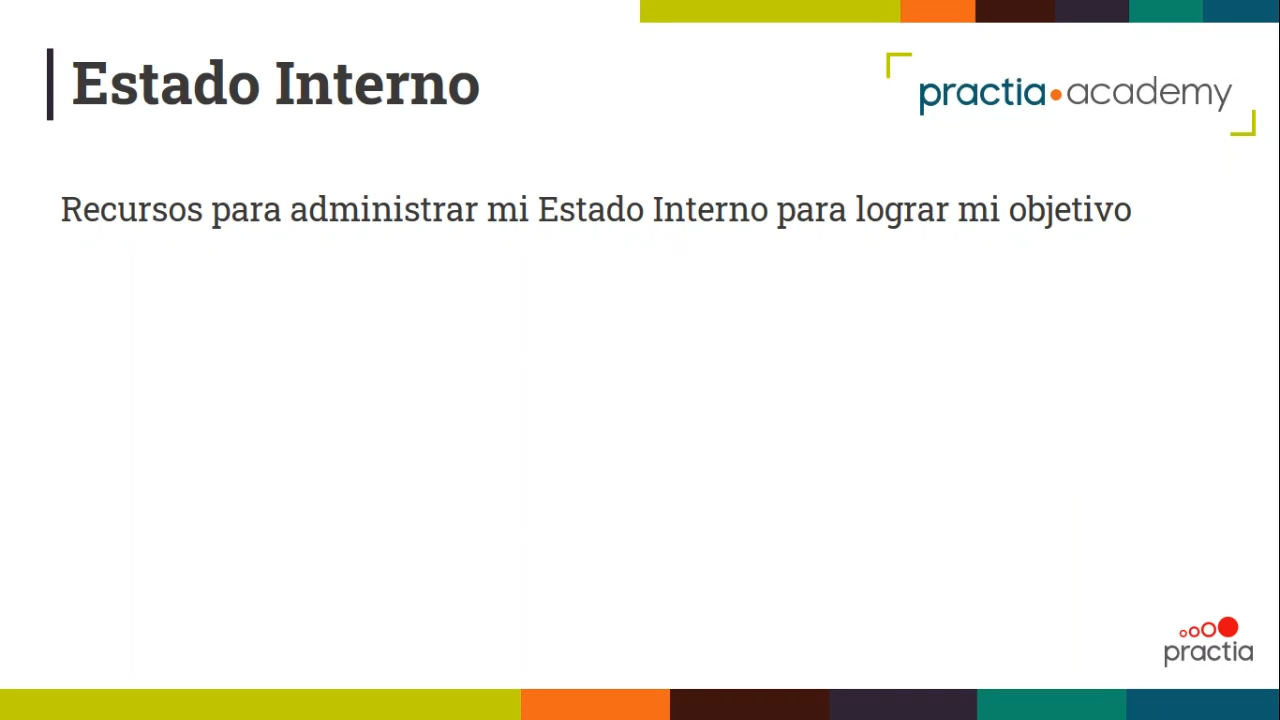 Estado Interno
practia academy
Recursos para administrar mi Estado Interno para lograr mi objetivo
practia